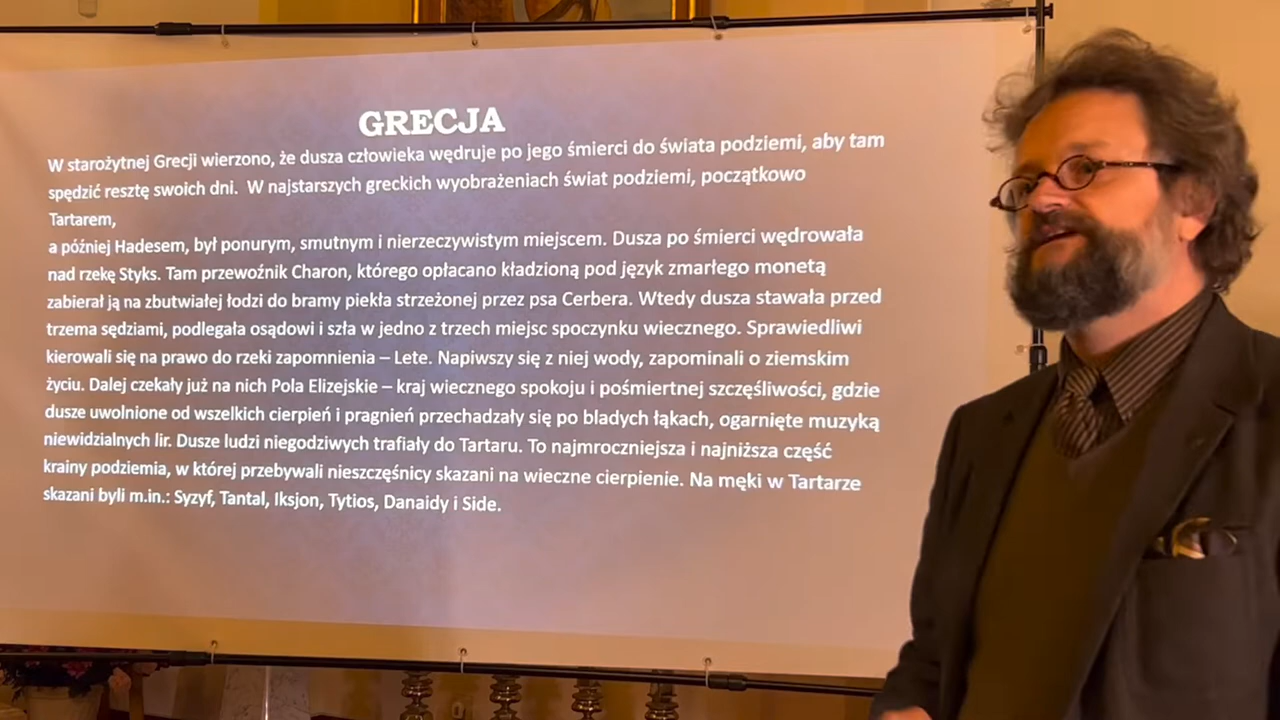 GRECJA
W starożytnej Grecji wierzono, że dusza człowieka wędruje po jego śmierci do świata podziemi, aby tam
spędzić resztę swoich dni. W najstarszych greckich wyobrażeniach świat podziemi, początkowo
Tartarem,
a później Hadesem, był ponurym, smutnym i nierzeczywistym miejscem. Dusza po śmierci wędrowała
nad rzekę Styks. Tam przewoźnik Charon, którego opłacano kładzioną pod język zmarłego monetą
zabierał ją na zbutwiałej łodzi do bramy piekła strzeżonej przez psa Cerbera. Wtedy dusza stawała przed
trzema sędziami, podlegała osądowi i szła w jedno z trzech miejsc spoczynku wiecznego. Sprawiedliwi
kierowali się na prawo do rzeki zapomnienia – Lete. Napiwszy się z niej wody, zapominali o ziemskim
życiu. Dalej czekały już na nich Pola Elizejskie – kraj wiecznego spokoju i pośmiertnej szczęśliwości, gdzie
dusze uwolnione od wszelkich cierpień i pragnień przechadzały się po bladych łąkach, ogarnięte muzyką
niewidzialnych lir. Dusze ludzi niegodziwych trafiały do Tartaru. To najmroczniejsza i najniższa część
krainy podziemia, w której przebywali nieszczęśnicy skazani na wieczne cierpienie. Na męki w Tartarze
skazani byli m.in.: Syzyf, Tantal, Iksjon, Tytios, Danaidy i Side.